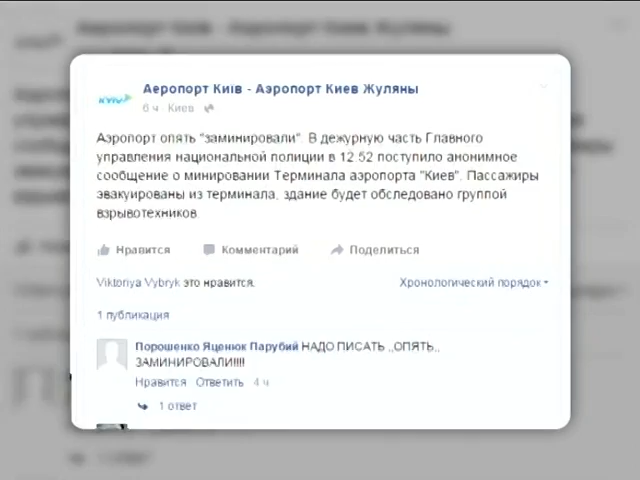 Аеропорт Київ - Аэропорт Киев Жуляны
KYIV
6 ч · Киев
Аэропорт опять "заминировали". В дежурную часть Главного
управления национальной полиции в 12 52 поступило анонимное
сообщение о минировании Терминала аэропорта "Киев". Пассажиры
эвакуированы из терминала, здание будет обследовано группой
взрывотехников.
Нравится Комментарий Поделиться
Viktoriya Vybryk это нравится. Хронологический порядок
1 публикация
Порошенко Яценюк Парубий НАДО ПИСАТЬ ,,ОПЯТЬ,,
ЗАМИНИРОВАЛИ!!!!
Нравится Ответить 4 ч
1 ответ